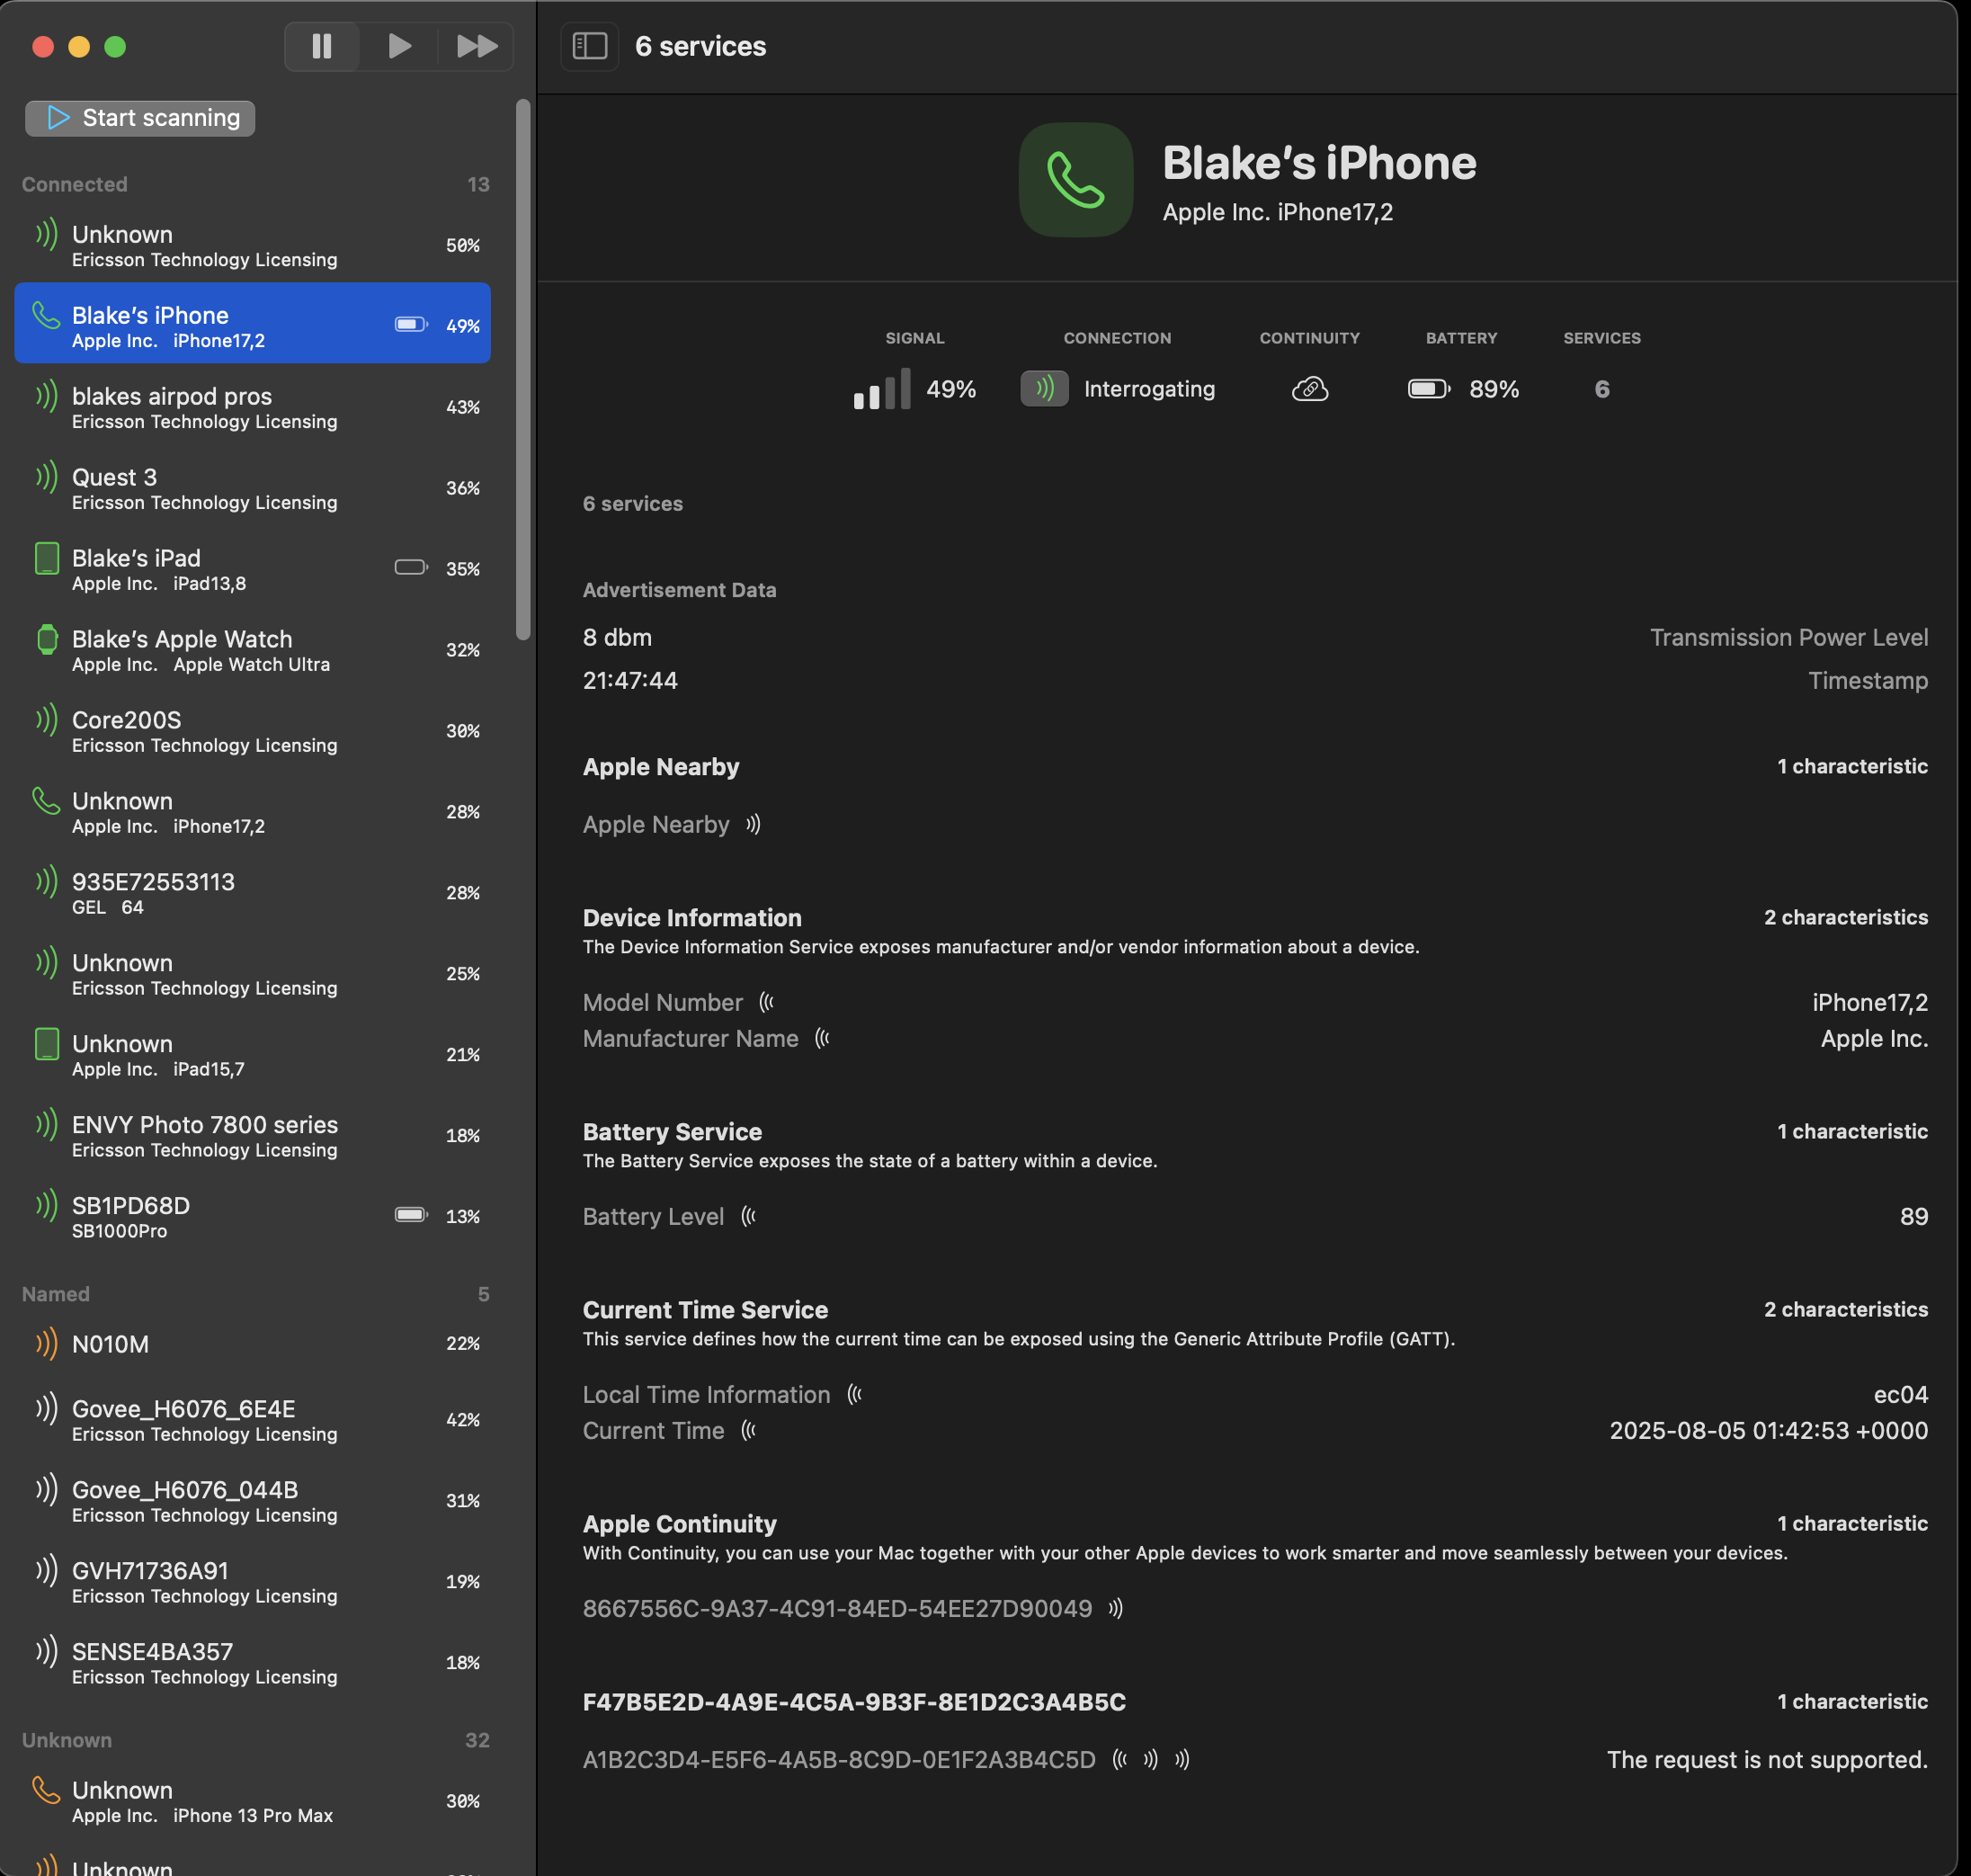 6 services
Start scanning
Connected 13
Unknown
Ericsson Technology Licensing
50%
Blake's iPhone
Apple Inc. iPhone17,2
49%
blakes airpod pros
Ericsson Technology Licensing
43%
Quest 3
Ericsson Technology Licensing
36%
Blake's iPad
Apple Inc. iPad13,8
35%
Blake's Apple Watch
Apple Inc. Apple Watch Ultra
32%
Core200S
Ericsson Technology Licensing
30%
Unknown
Apple Inc. iPhone17,2
28%
935E72553113
GEL 64
28%
Unknown
Ericsson Technology Licensing
25%
Unknown
Apple Inc. iPad15,7
21%
ENVY Photo 7800 series
Ericsson Technology Licensing
18%
SB1PD68D
SB1000Pro
13%
Named 5
N010M
22%
Govee_H6076_6E4E
Ericsson Technology Licensing
42%
Govee_H6076_044B
Ericsson Technology Licensing
31%
GVH71736A91
Ericsson Technology Licensing
19%
SENSE4BA357
Ericsson Technology Licensing
18%
Unknown 32
Unknown
Apple Inc. iPhone 13 Pro Max
30%
Unknown
Blake's iPhone
Apple Inc. iPhone17,2
SIGNAL CONNECTION CONTINUITY BATTERY SERVICES
49% Interrogating 89% 6
6 services
Advertisement Data
8 dbm Transmission Power Level
21:47:44 Timestamp
Apple Nearby 1 characteristic
Apple Nearby
Device Information 2 characteristics
The Device Information Service exposes manufacturer and/or vendor information about a device.
Model Number iPhone17,2
Manufacturer Name Apple Inc.
Battery Service 1 characteristic
The Battery Service exposes the state of a battery within a device.
Battery Level 89
Current Time Service 2 characteristics
This service defines how the current time can be exposed using the Generic Attribute Profile (GATT).
Local Time Information ec04
Current Time 2025-08-05 01:42:53 +0000
Apple Continuity 1 characteristic
With Continuity, you can use your Mac together with your other Apple devices to work smarter and move seamlessly between your devices.
8667556C-9A37-4C91-84ED-54EE27D90049
F47B5E2D-4A9E-4C5A-9B3F-8E1D2C3A4B5C 1 characteristic
A1B2C3D4-E5F6-4A5B-8C9D-0E1F2A3B4C5D The request is not supported.